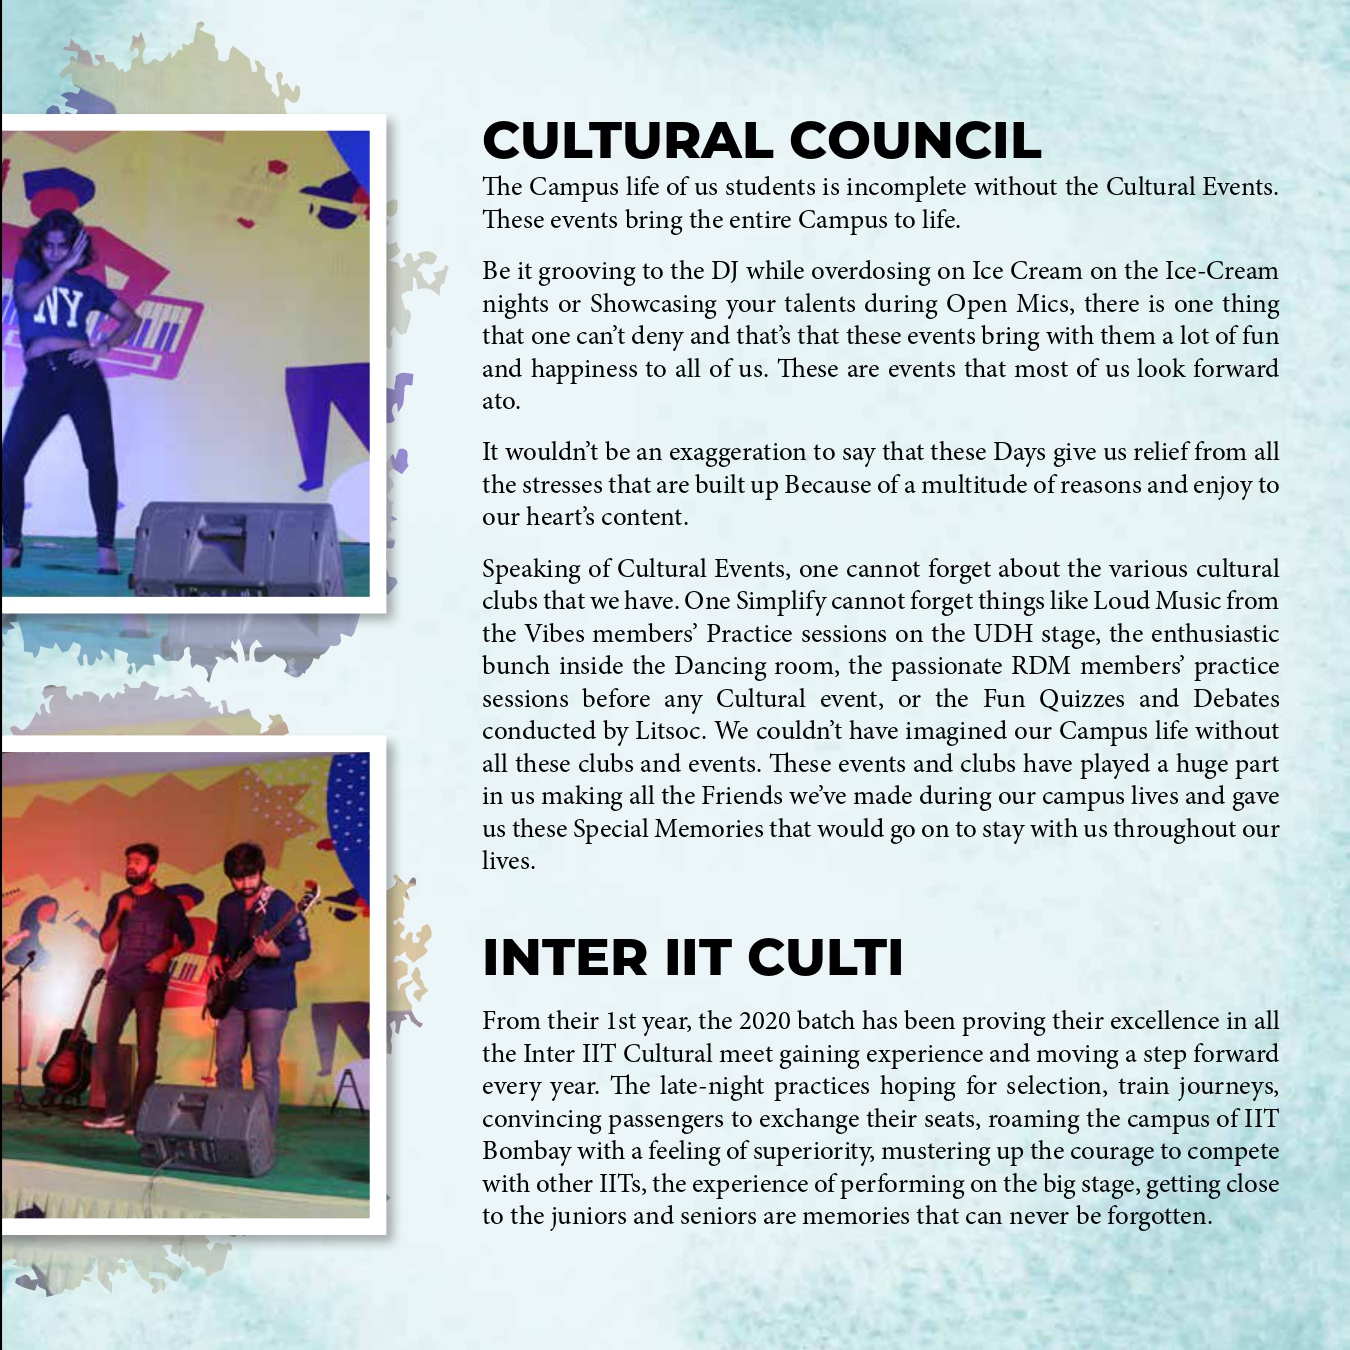 CULTURAL COUNCIL
The Campus life of us students is incomplete without the Cultural Events.
These events bring the entire Campus to life.
Be it grooving to the DJ while overdosing on Ice Cream on the Ice-Cream
nights or Showcasing your talents during Open Mics, there is one thing
that one can’t deny and that’s that these events bring with them a lot of fun
and happiness to all of us. These are events that most of us look forward
ato.
It wouldn’t be an exaggeration to say that these Days give us relief from all
the stresses that are built up Because of a multitude of reasons and enjoy to
our heart’s content.
Speaking of Cultural Events, one cannot forget about the various cultural
clubs that we have. One Simplify cannot forget things like Loud Music from
the Vibes members’ Practice sessions on the UDH stage, the enthusiastic
bunch inside the Dancing room, the passionate RDM members’ practice
sessions before any Cultural event, or the Fun Quizzes and Debates
conducted by Litsoc. We couldn’t have imagined our Campus life without
all these clubs and events. These events and clubs have played a huge part
in us making all the Friends we’ve made during our campus lives and gave
us these Special Memories that would go on to stay with us throughout our
lives.
INTER IIT CULTI
From their 1st year, the 2020 batch has been proving their excellence in all
the Inter IIT Cultural meet gaining experience and moving a step forward
every year. The late-night practices hoping for selection, train journeys,
convincing passengers to exchange their seats, roaming the campus of IIT
Bombay with a feeling of superiority, mustering up the courage to compete
with other IITs, the experience of performing on the big stage, getting close
to the juniors and seniors are memories that can never be forgotten.
NY